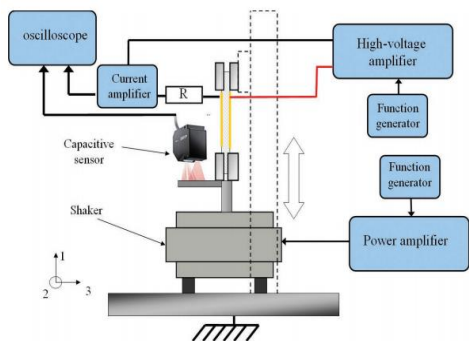 oscilloscope
Current
amplifier
R
High-voltage
amplifier
Function
generator
Capacitive
sensor
Function
generator
Shaker
Power amplifier
1
2
3